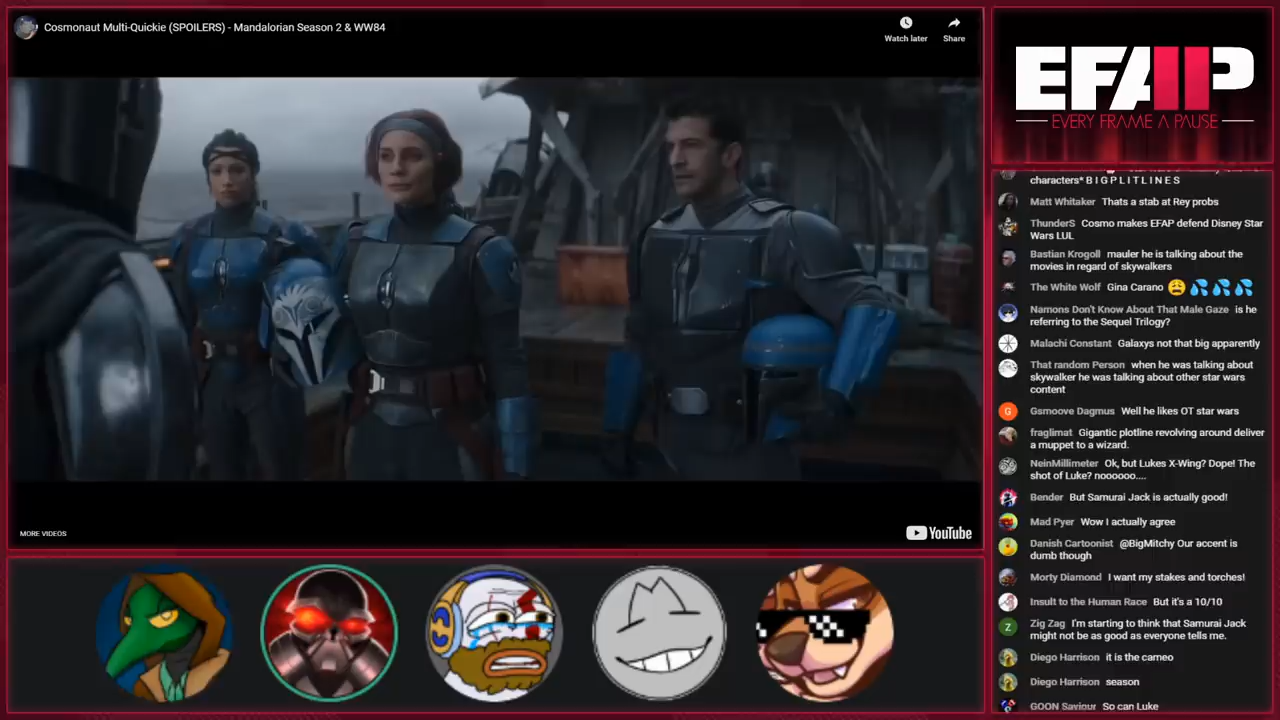 Cosmonaut Multi-Quickie (SPOILERS) - Mandalorian Season 2 & WW84
Watch later
Share
MORE VIDEOS
YouTube
EFAP
EVERY FRAME A PAUSE
characters* B I G P L I T L I N E S
Matt Whitaker Thats a stab at Rey probs
ThunderS Cosmo makes EFAP defend Disney Star
Wars LUL
Bastian Krogoll mauler he is talking about the
movies in regard of skywalkers
The White Wolf Gina Carano 😩💦💦💦
Namons Don't Know About That Male Gaze is he
referring to the Sequel Trilogy?
Malachi Constant Galaxys not that big apparently
That random Person when he was talking about
skywalker he was talking about other star wars
content
Gsmoove Dagmus Well he likes OT star wars
fraglimat Gigantic plotline revolving around deliver
a muppet to a wizard.
NeinMillimeter Ok, but Lukes X-Wing? Dope! The
shot of Luke? noooooo....
Bender But Samurai Jack is actually good!
Mad Pyer Wow I actually agree
Danish Cartoonist @BigMitchy Our accent is
dumb though
Morty Diamond I want my stakes and torches!
Insult to the Human Race But it's a 10/10
Z
Zig Zag I'm starting to think that Samurai Jack
might not be as good as everyone tells me.
Diego Harrison it is the cameo
Diego Harrison season
GOON Saviour So can Luke